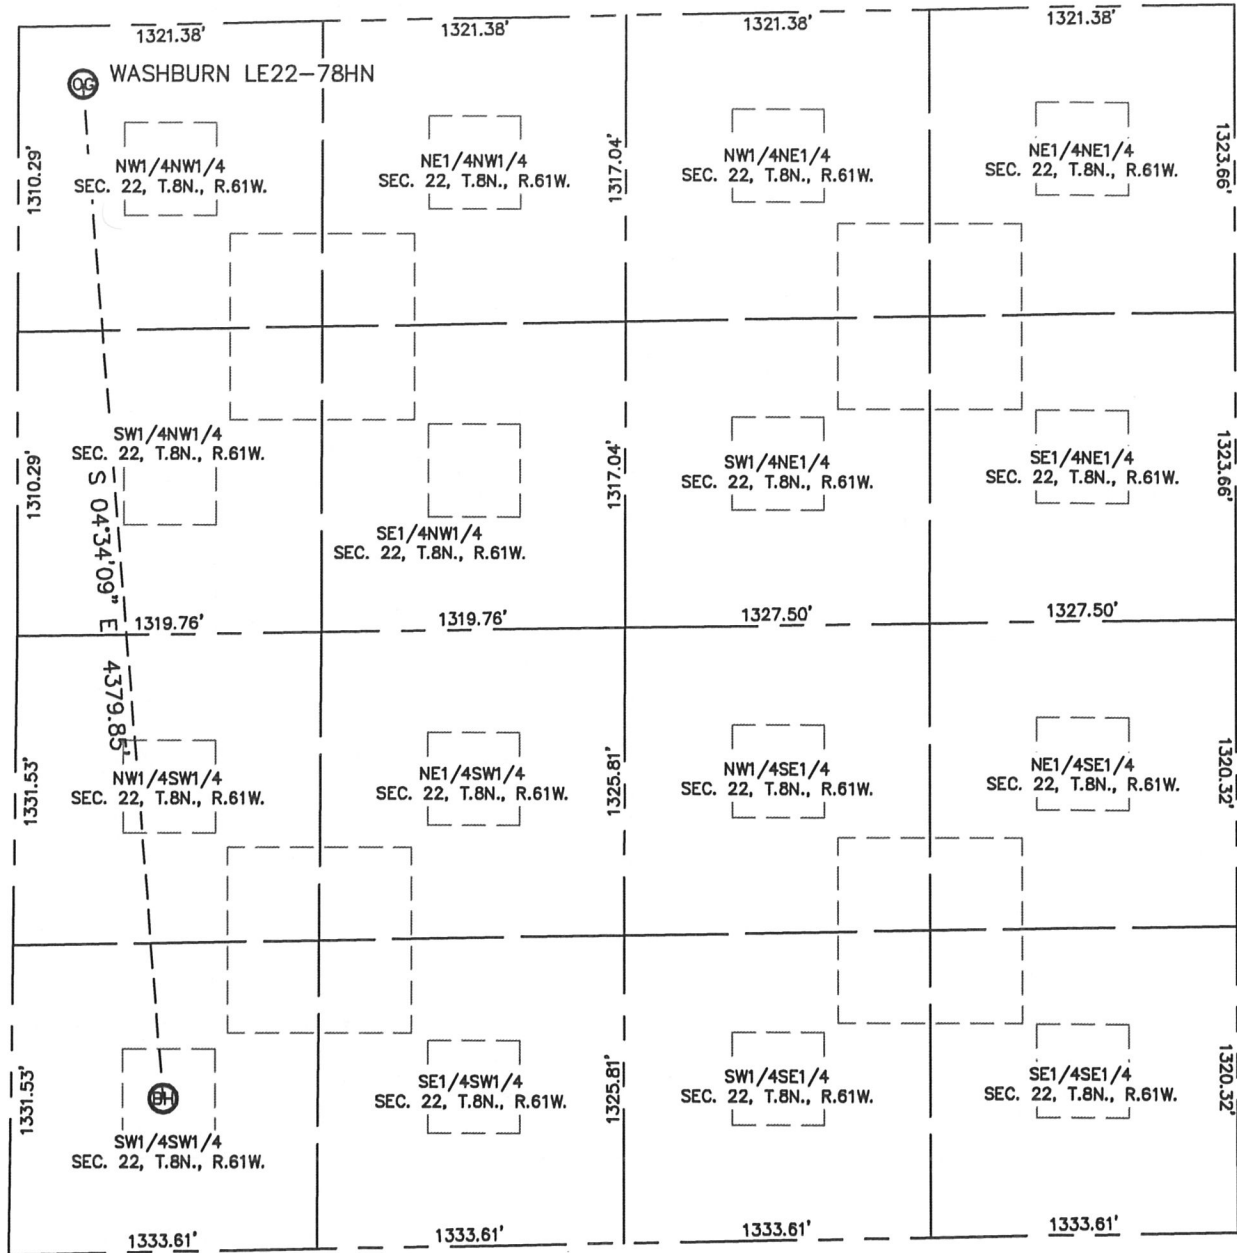 1321.38'
1321.38'
1321.38'
1321.38'
OG
WASHBURN LE22-78HN
1310.29'
NW1/4NW1/4
SEC. 22, T.8N., R.61W.
NE1/4NW1/4
SEC. 22, T.8N., R.61W.
1317.04'
NW1/4NE1/4
SEC. 22, T.8N., R.61W.
NE1/4NE1/4
SEC. 22, T.8N., R.61W.
1323.66'
1310.29'
SW1/4NW1/4
SEC. 22, T.8N., R.61W.
SE1/4NW1/4
SEC. 22, T.8N., R.61W.
1317.04'
SW1/4NE1/4
SEC. 22, T.8N., R.61W.
SE1/4NE1/4
SEC. 22, T.8N., R.61W.
1323.66'
S 04°34'09" E 4379.85'
1319.76'
1319.76'
1327.50'
1327.50'
1331.53'
NW1/4SW1/4
SEC. 22, T.8N., R.61W.
NE1/4SW1/4
SEC. 22, T.8N., R.61W.
1325.81'
NW1/4SE1/4
SEC. 22, T.8N., R.61W.
NE1/4SE1/4
SEC. 22, T.8N., R.61W.
1320.32'
1331.53'
BH
SW1/4SW1/4
SEC. 22, T.8N., R.61W.
SE1/4SW1/4
SEC. 22, T.8N., R.61W.
1325.81'
SW1/4SE1/4
SEC. 22, T.8N., R.61W.
SE1/4SE1/4
SEC. 22, T.8N., R.61W.
1320.32'
1333.61'
1333.61'
1333.61'
1333.61'